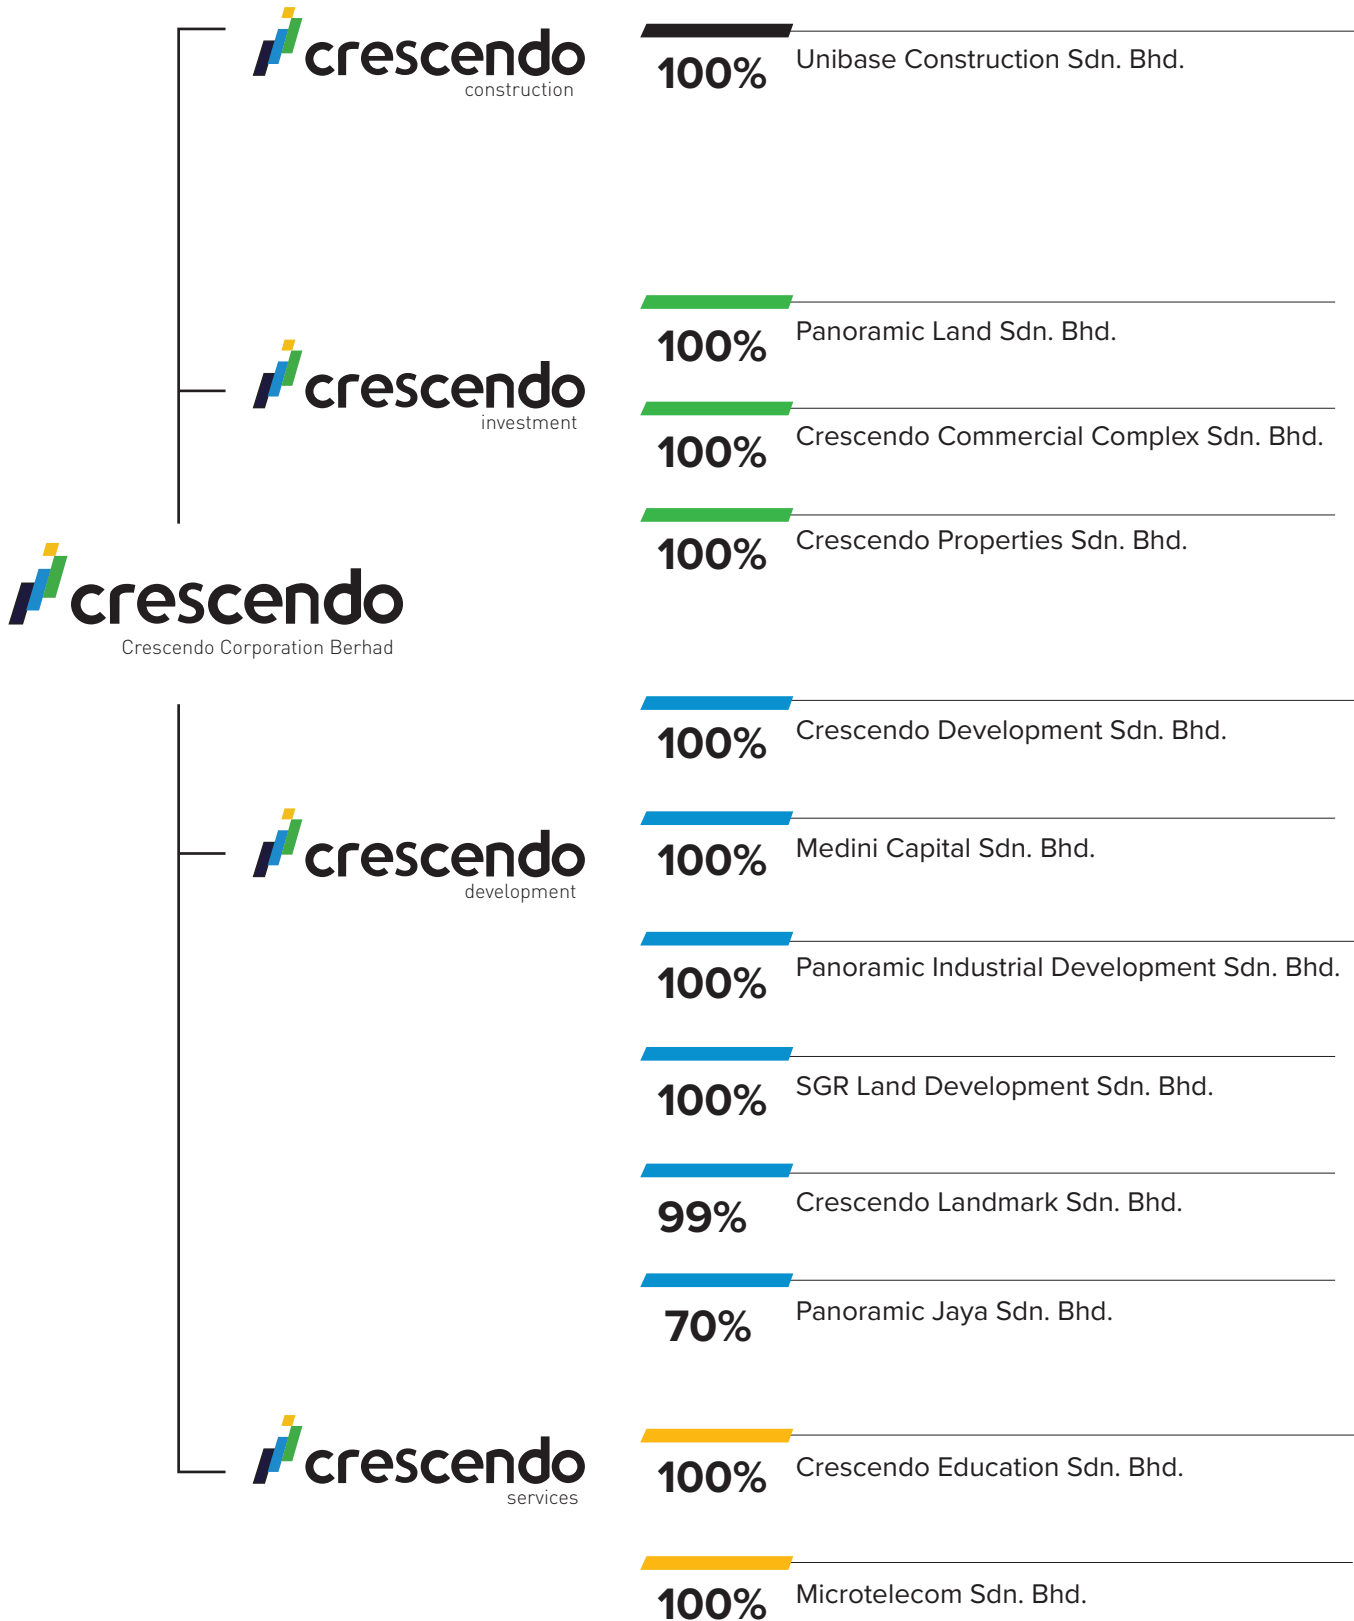 crescendo
construction
100%
Unibase Construction Sdn. Bhd.
crescendo
investment
100%
Panoramic Land Sdn. Bhd.
100%
Crescendo Commercial Complex Sdn. Bhd.
100%
Crescendo Properties Sdn. Bhd.
crescendo
Crescendo Corporation Berhad
crescendo
development
100%
Crescendo Development Sdn. Bhd.
100%
Medini Capital Sdn. Bhd.
100%
Panoramic Industrial Development Sdn. Bhd.
100%
SGR Land Development Sdn. Bhd.
99%
Crescendo Landmark Sdn. Bhd.
70%
Panoramic Jaya Sdn. Bhd.
crescendo
services
100%
Crescendo Education Sdn. Bhd.
100%
Microtelecom Sdn. Bhd.